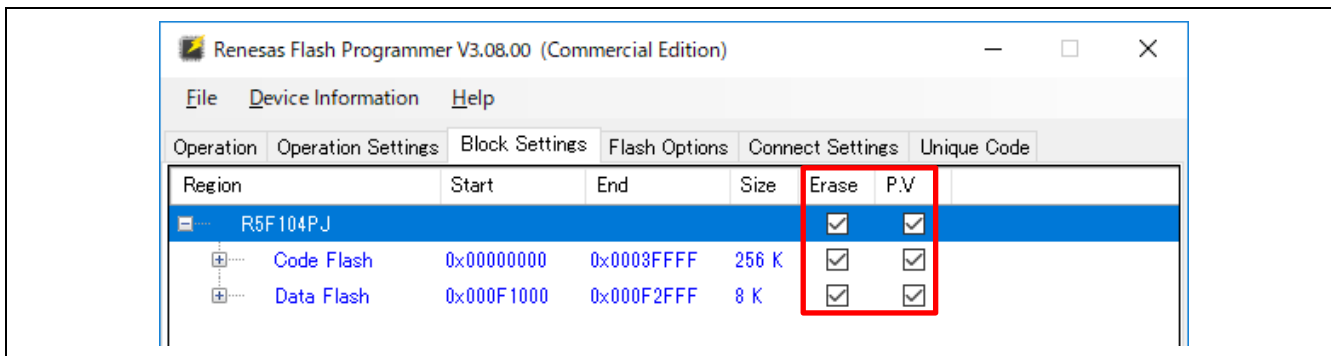 Renesas Flash Programmer V3.08.00 (Commercial Edition)
File Device Information Help
Operation Operation Settings Block Settings Flash Options Connect Settings Unique Code
Region Start End Size Erase P.V
R5F104PJ
Code Flash 0x00000000 0x0003FFFF 256 K
Data Flash 0x000F1000 0x000F2FFF 8 K